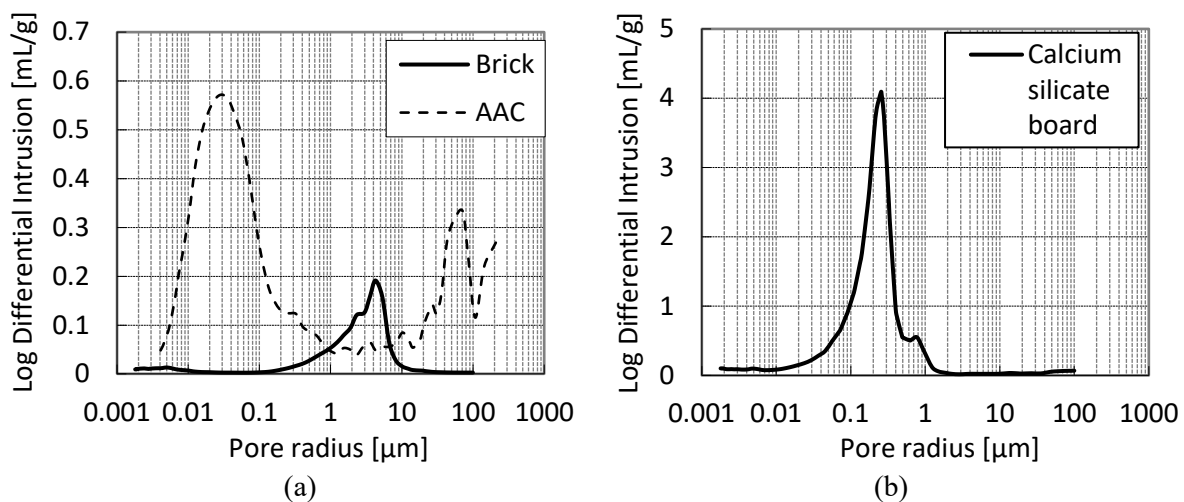 Log Differential Intrusion [mL/g]
0.7
0.6
0.5
0.4
0.3
0.2
0.1
0
Brick
AAC
0.001 0.01 0.1 1 10 100 1000
Pore radius [µm]
(a)
Log Differential Intrusion [mL/g]
5
4
3
2
1
0
Calcium
silicate
board
0.001 0.01 0.1 1 10 100 1000
Pore radius [µm]
(b)